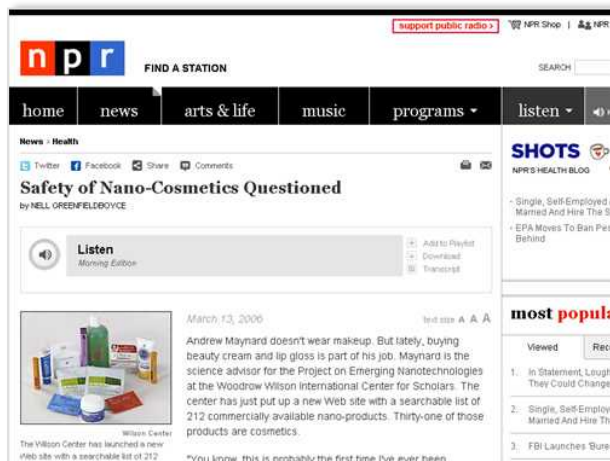 support public radio >
NPR Shop |
NPR
npr
FIND A STATION
SEARCH
home news arts & life music programs listen
News > Health
Twitter Facebook Share Comments
Safety of Nano-Cosmetics Questioned
by NELL GREENFIELDBOYCE
Listen
Morning Edition
Add to Playlist
Download
Transcript
March 13, 2006
text size A A A
Andrew Maynard doesn't wear makeup. But lately, buying
beauty cream and lip gloss is part of his job. Maynard is the
science advisor for the Project on Emerging Nanotechnologies
at the Woodrow Wilson International Center for Scholars. The
center has just put up a new Web site with a searchable list of
212 commercially available nano-products. Thirty-one of those
products are cosmetics.
"You know, this is probably the first time I've ever been
Wilson Center
The Wilson Center has launched a new
Web site with a searchable list of 212
SHOTS
NPR'S HEALTH BLOG
Single, Self-Employed
Married And Hire The S
EPA Moves To Ban Pes
Behind
most popula
Viewed Rec
1. In Statement, Lough
They Could Change
2. Single, Self-Employ
Married And Hire Th
3. FBI Launches 'Bure